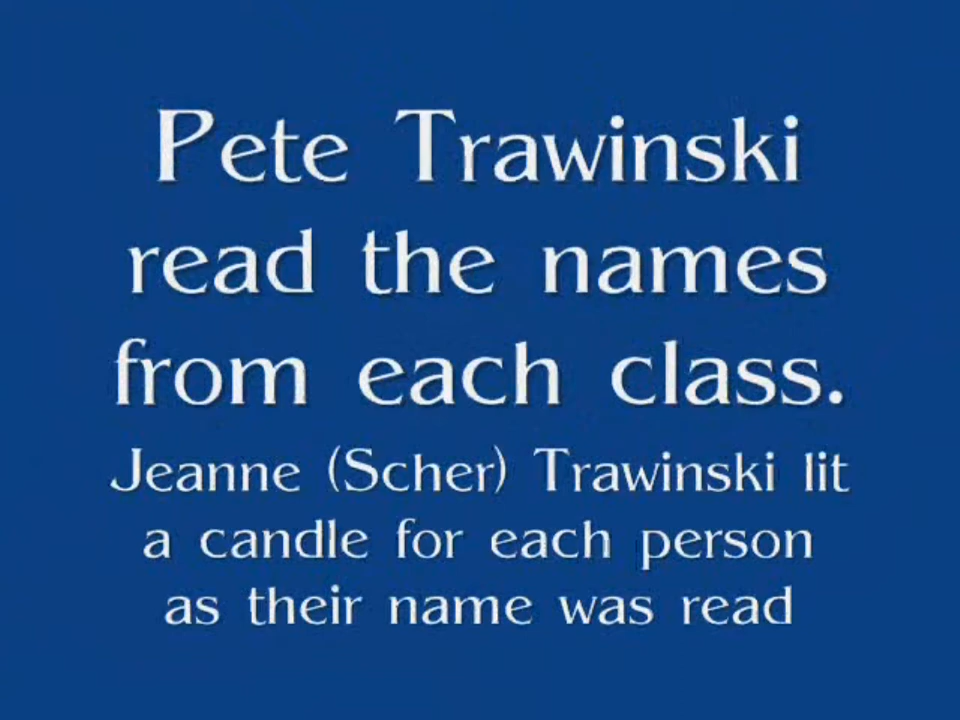 Pete Trawinski
read the names
from each class.
Jeanne (Scher) Trawinski lit
a candle for each person
as their name was read